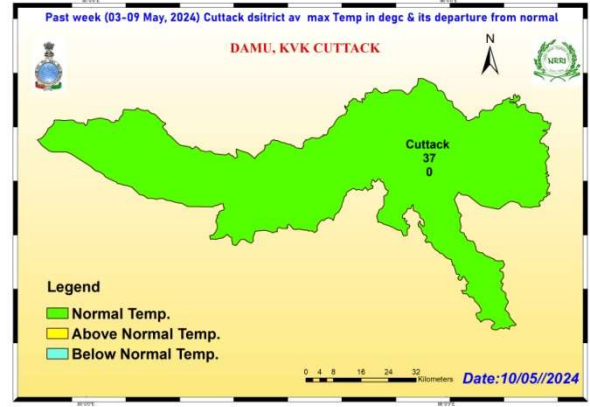 Past week (03-09 May, 2024) Cuttack dsitrict av max Temp in degc & its departure from normal
DAMU, KVK CUTTACK
N
NRRI
Cuttack
37
0
Legend
Normal Temp.
Above Normal Temp.
Below Normal Temp.
0 4 8 16 24 32
Kilometers
Date:10/05//2024